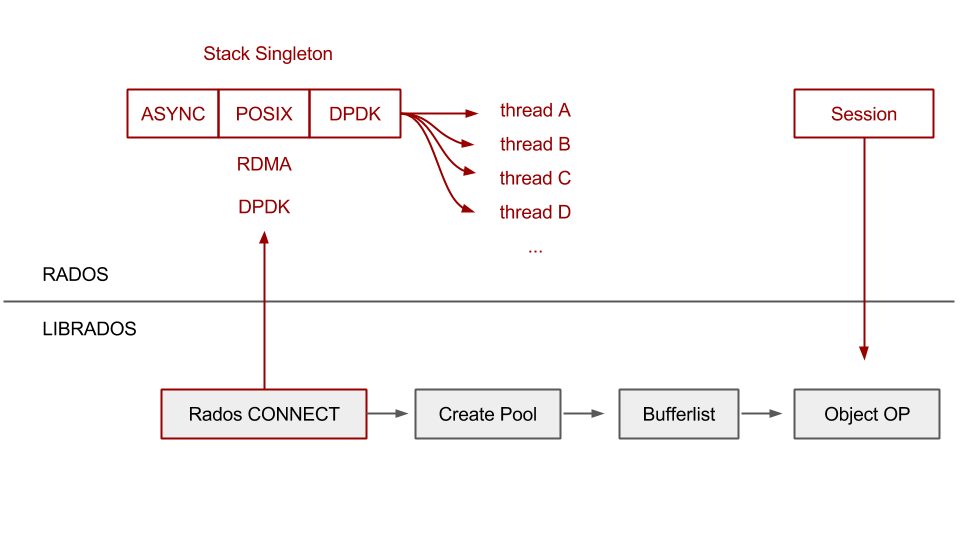 Stack Singleton
ASYNC POSIX DPDK
thread A
thread B
thread C
thread D
...
RDMA
DPDK
Session
RADOS
LIBRADOS
Rados CONNECT
Create Pool
Bufferlist
Object OP